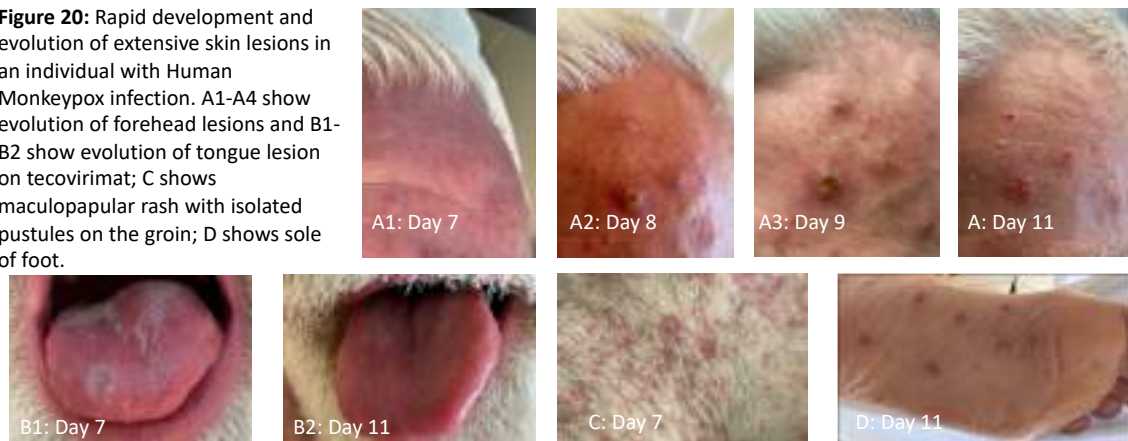 Figure 20: Rapid development and
evolution of extensive skin lesions in
an individual with Human
Monkeypox infection. A1-A4 show
evolution of forehead lesions and B1-
B2 show evolution of tongue lesion
on tecovirimat; C shows
maculopapular rash with isolated
pustules on the groin; D shows sole
of foot.
A1: Day 7
A2: Day 8
A3: Day 9
A: Day 11
B1: Day 7
B2: Day 11
C: Day 7
D: Day 11